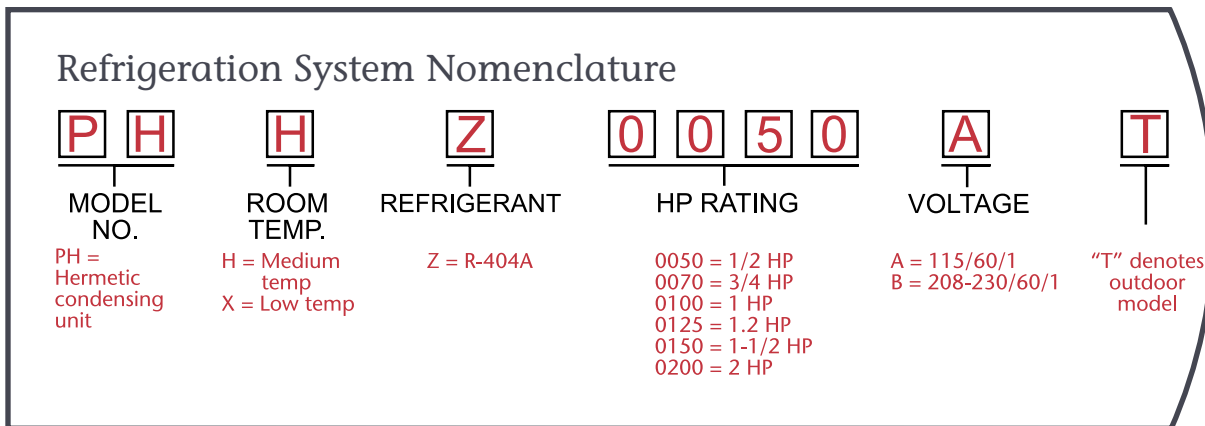 Refrigeration System Nomenclature
P H H Z 0 0 5 0 A T
MODEL NO.
PH = Hermetic condensing unit
ROOM TEMP.
H = Medium temp
X = Low temp
REFRIGERANT
Z = R-404A
HP RATING
0050 = 1/2 HP
0070 = 3/4 HP
0100 = 1 HP
0125 = 1.2 HP
0150 = 1-1/2 HP
0200 = 2 HP
VOLTAGE
A = 115/60/1
B = 208-230/60/1
"T" denotes outdoor model